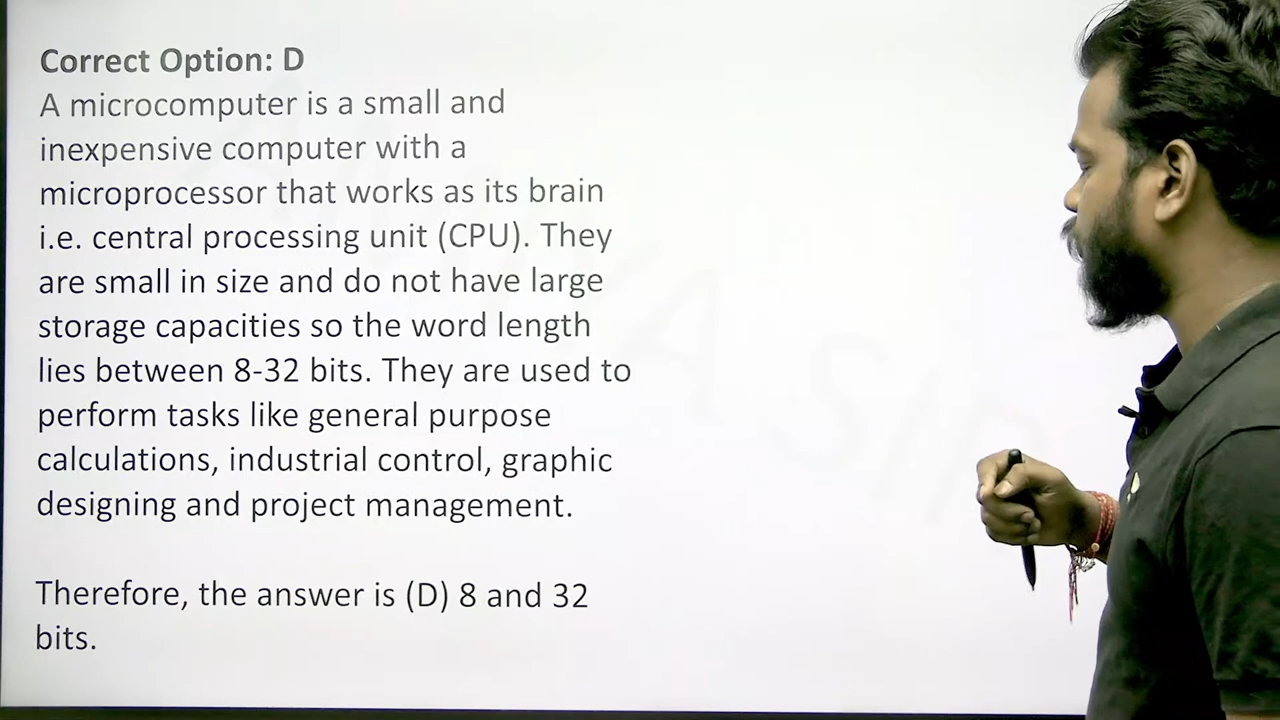 Correct Option: D
A microcomputer is a small and
inexpensive computer with a
microprocessor that works as its brain
i.e. central processing unit (CPU). They
are small in size and do not have large
storage capacities so the word length
lies between 8-32 bits. They are used to
perform tasks like general purpose
calculations, industrial control, graphic
designing and project management.
Therefore, the answer is (D) 8 and 32
bits.